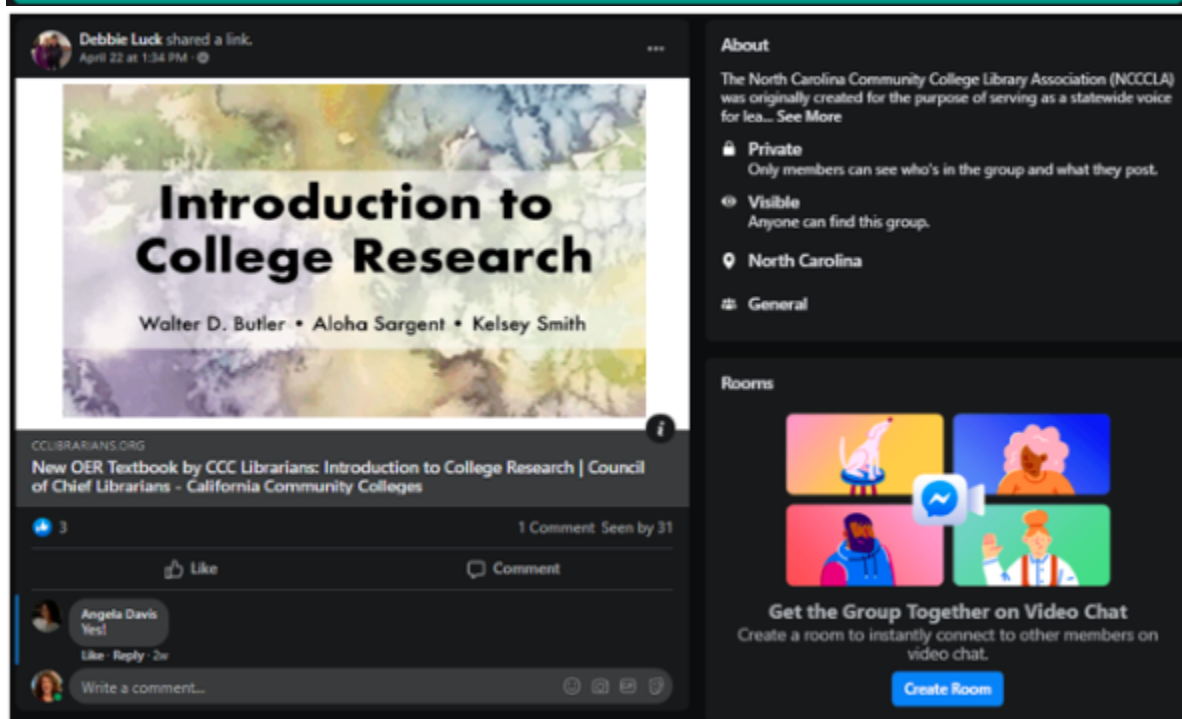 Debbie Luck shared a link.
April 22 at 1:34 PM ·
Introduction to
College Research
Walter D. Butler • Aloha Sargent • Kelsey Smith
i
CCLIBRARIANS.ORG
New OER Textbook by CCC Librarians: Introduction to College Research | Council
of Chief Librarians - California Community Colleges
3
1 Comment Seen by 31
Like
Comment
Angela Davis
Yes!
Like · Reply · 2w
Write a comment...
GIF
About
The North Carolina Community College Library Association (NCCCLA)
was originally created for the purpose of serving as a statewide voice
for lea... See More
Private
Only members can see who's in the group and what they post.
Visible
Anyone can find this group.
North Carolina
General
Rooms
Get the Group Together on Video Chat
Create a room to instantly connect to other members on
video chat.
Create Room